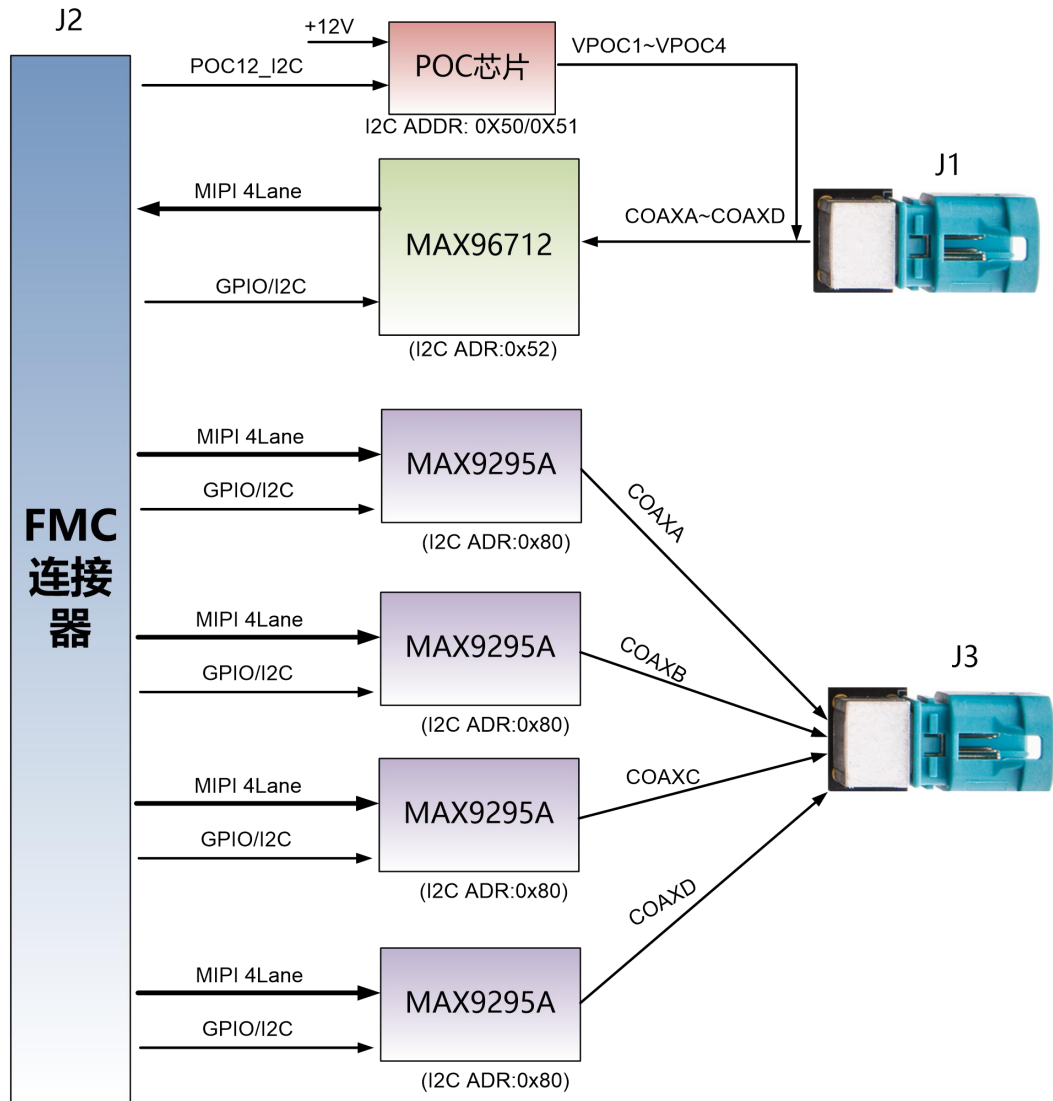 J2
+12V
POC12_I2C
POC芯片
VPOC1~VPOC4
I2C ADDR: 0X50/0X51
J1
MIPI 4Lane
MAX96712
COAXA~COAXD
GPIO/I2C
(I2C ADR:0x52)
FMC
连接
器
MIPI 4Lane
GPIO/I2C
MAX9295A
(I2C ADR:0x80)
COAXA
MIPI 4Lane
GPIO/I2C
MAX9295A
(I2C ADR:0x80)
COAXB
J3
MIPI 4Lane
GPIO/I2C
MAX9295A
(I2C ADR:0x80)
COAXC
MIPI 4Lane
GPIO/I2C
MAX9295A
(I2C ADR:0x80)
COAXD